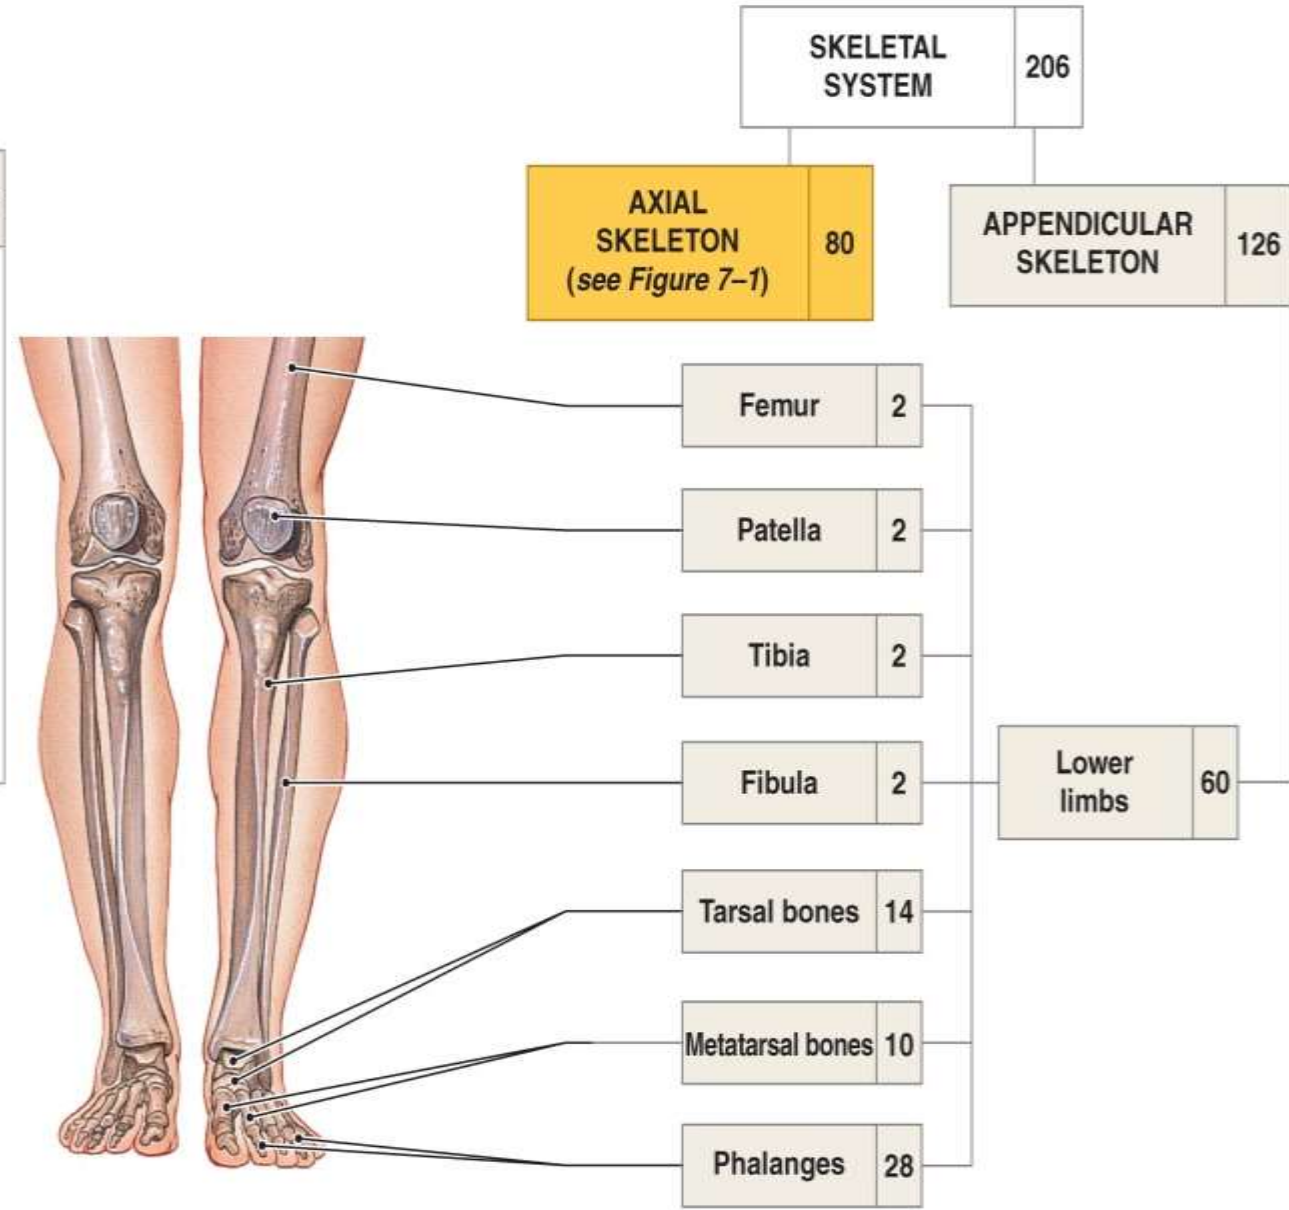 SKELETAL
SYSTEM
206
AXIAL
SKELETON
(see Figure 7–1)
80
APPENDICULAR
SKELETON
126
Femur
2
Patella
2
Tibia
2
Fibula
2
Lower
limbs
60
Tarsal bones
14
Metatarsal bones
10
Phalanges
28